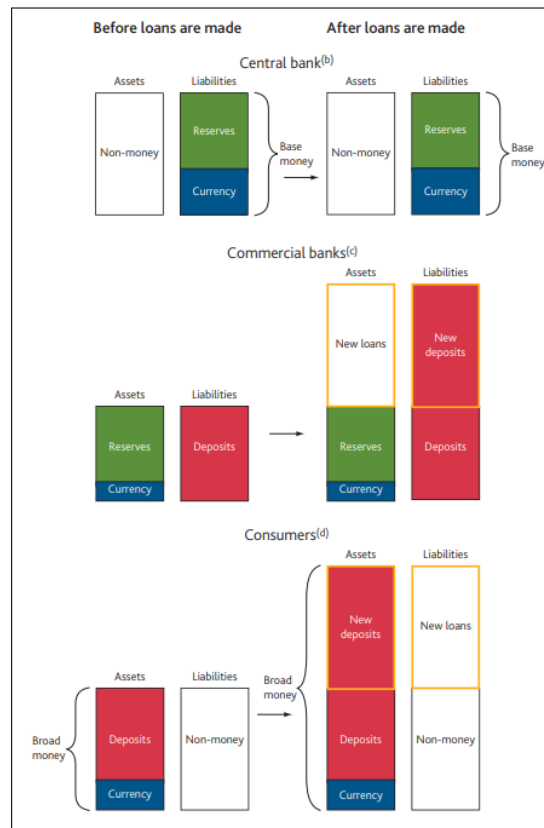 Before loans are made After loans are made
Central bank(b)
Assets Liabilities Assets Liabilities
Non-money Reserves Base money Non-money Reserves Base money
Currency Currency
Commercial banks(c)
Assets Liabilities
New loans New deposits
Assets Liabilities
Reserves Deposits Reserves Deposits
Currency Currency
Consumers(d)
Assets Liabilities
New deposits New loans
Assets Liabilities Broad money
Broad money Deposits Non-money Deposits Non-money
Currency Currency